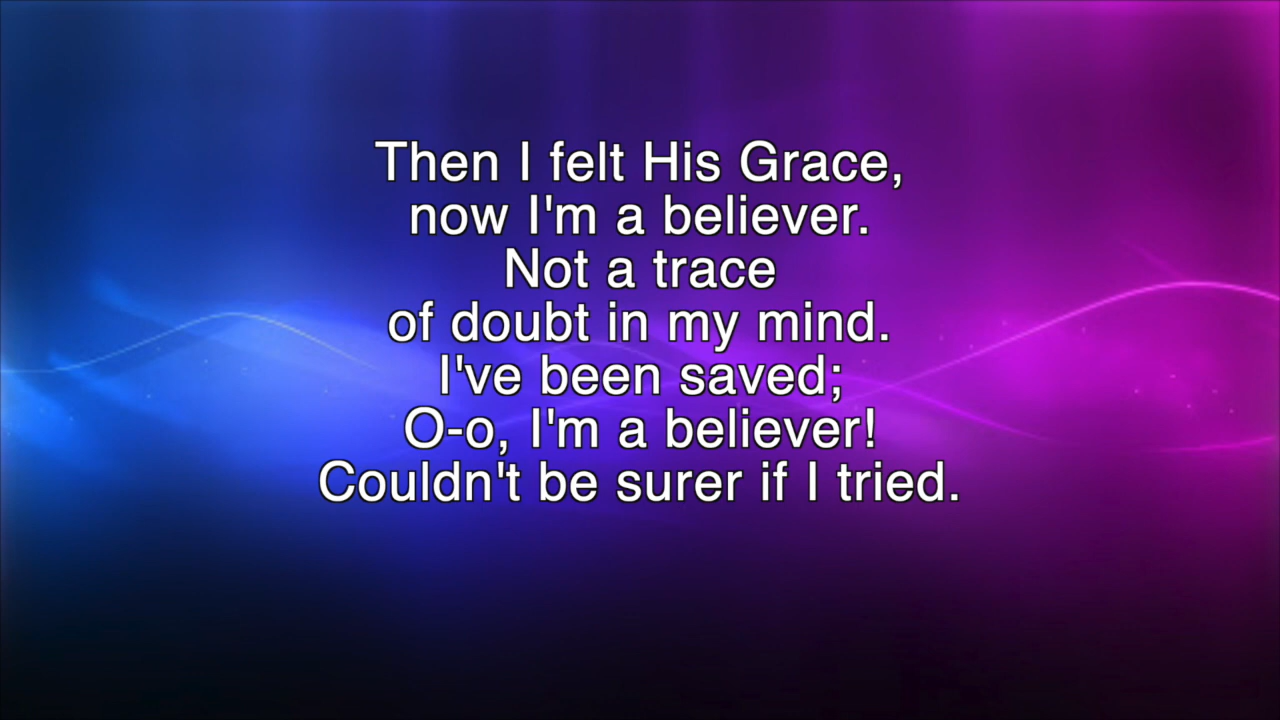 Then I felt His Grace,
now I'm a believer.
Not a trace
of doubt in my mind.
I've been saved;
O-o, I'm a believer!
Couldn't be surer if I tried.